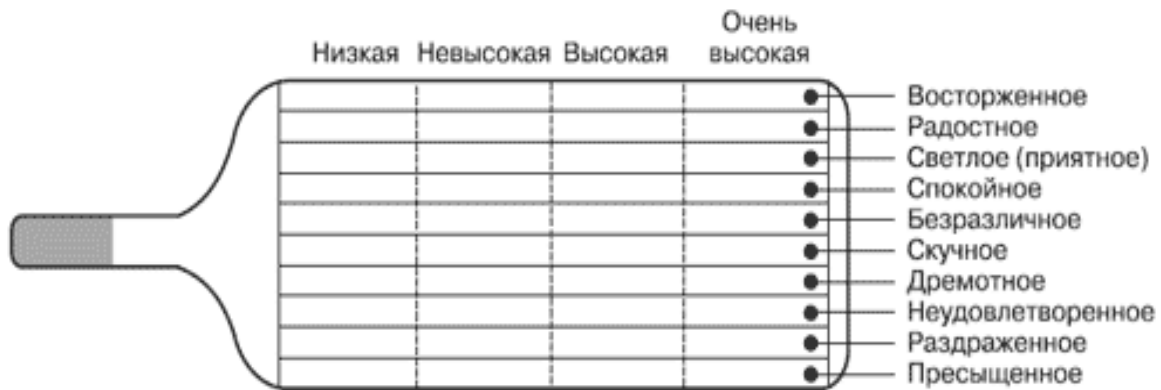 Низкая Невысокая Высокая Очень высокая
Восторженное
Радостное
Светлое (приятное)
Спокойное
Безразличное
Скучное
Дремотное
Неудовлетворенное
Раздраженное
Пресыщенное